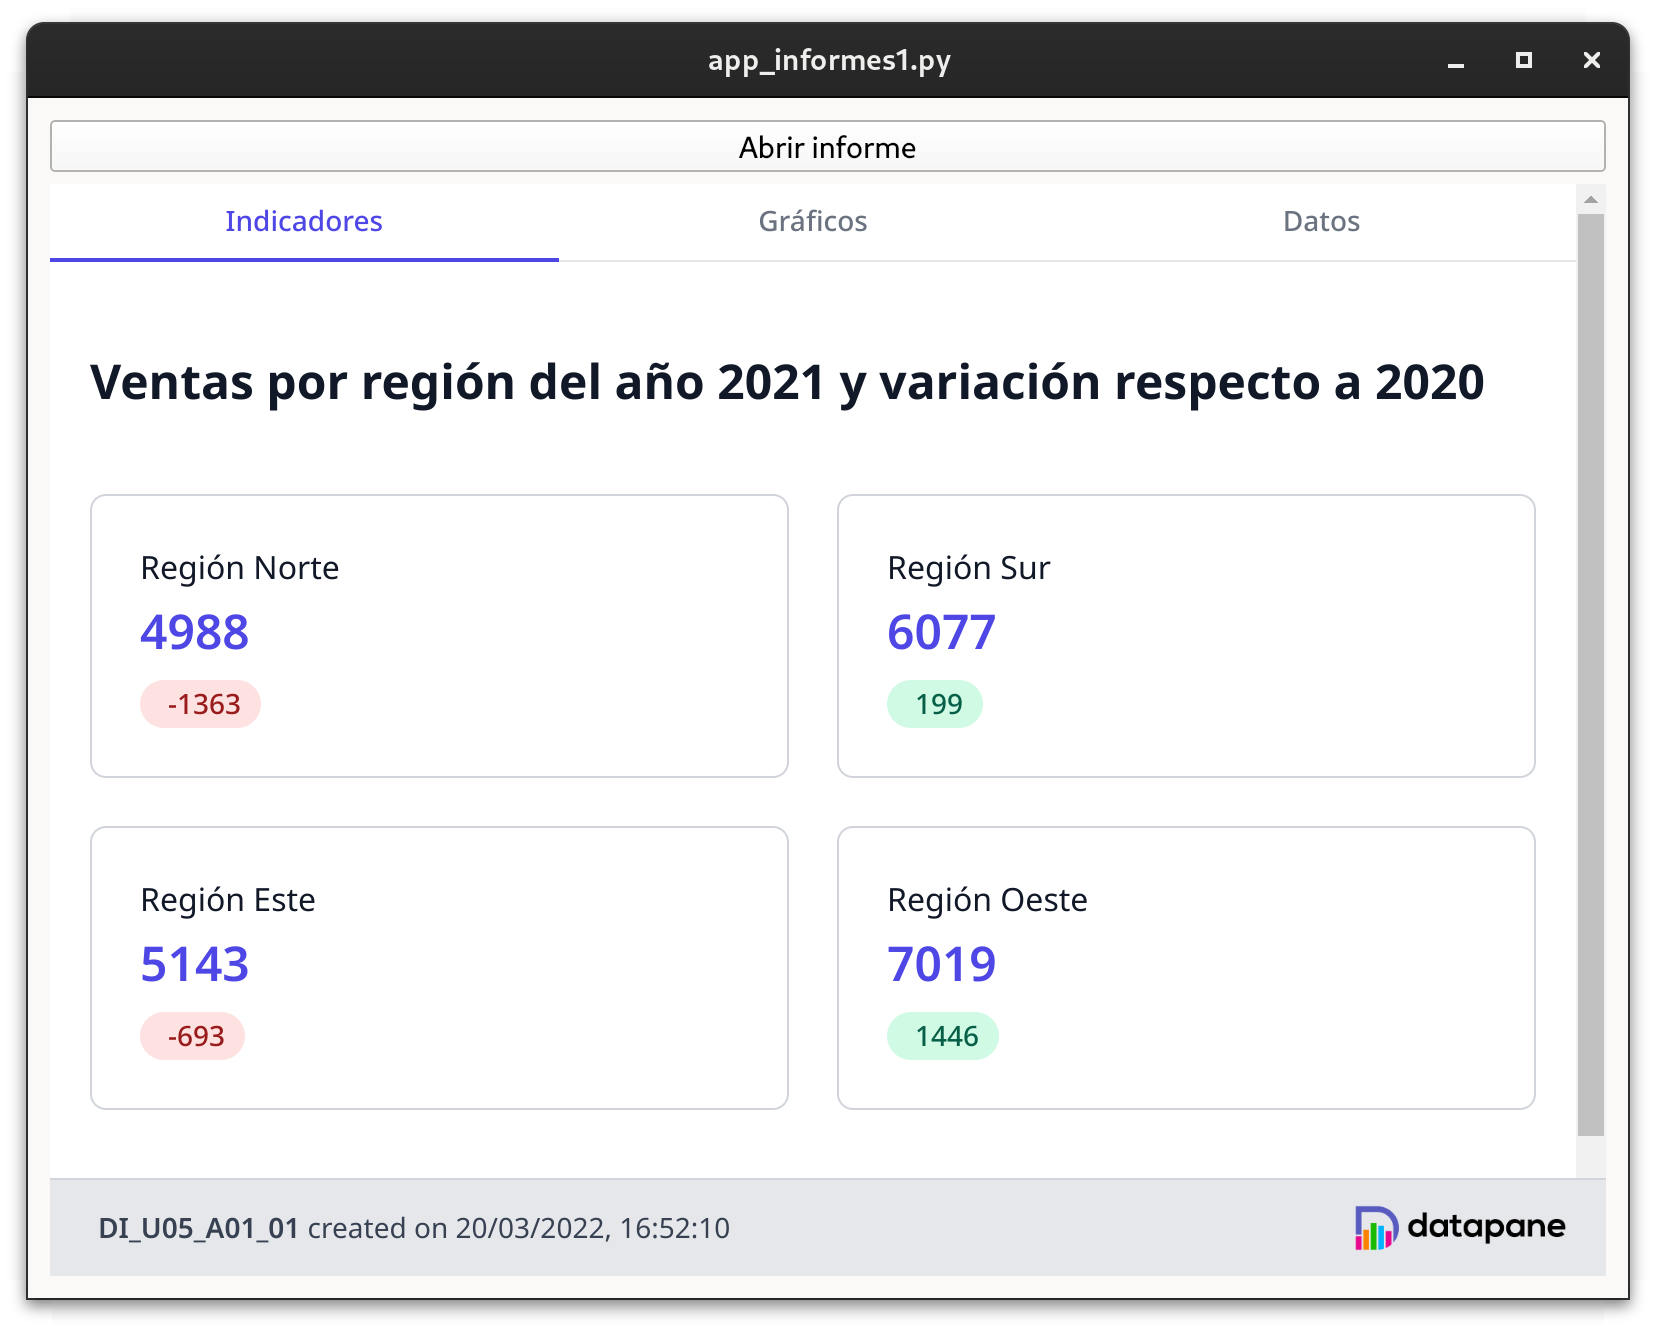 app_informes1.py
Abrir informe
Indicadores Gráficos Datos
Ventas por región del año 2021 y variación respecto a 2020
Región Norte
4988
-1363
Región Sur
6077
199
Región Este
5143
-693
Región Oeste
7019
1446
DI_U05_A01_01 created on 20/03/2022, 16:52:10
datapane